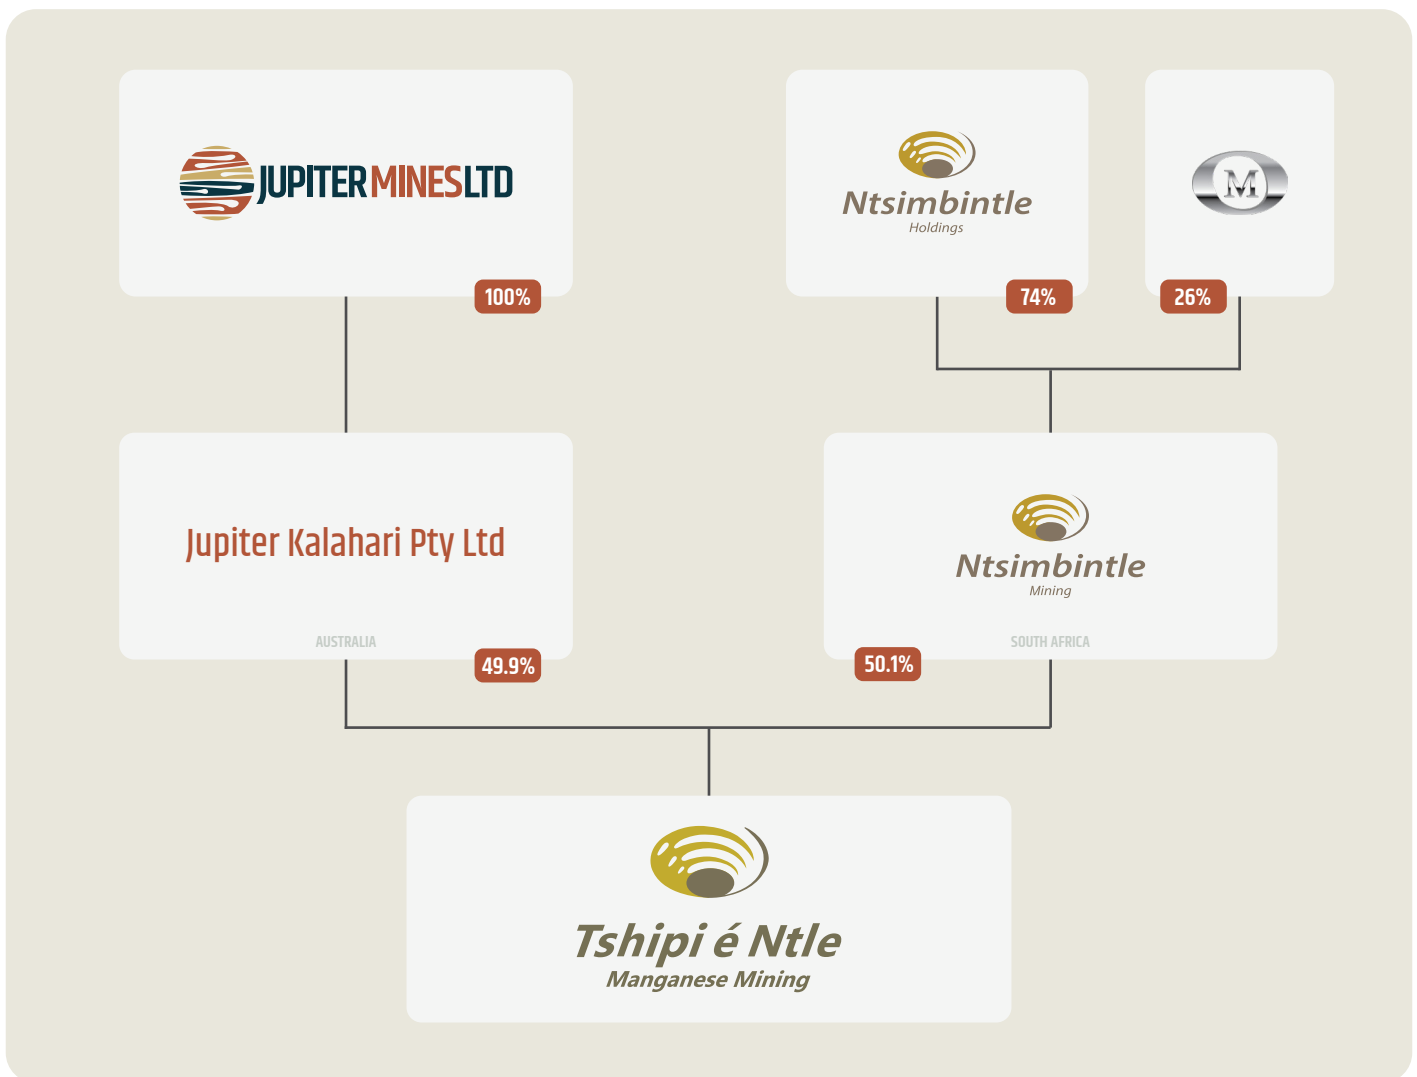 JUPITER MINES LTD
100%
Ntsimbintle
Holdings
74%
M
26%
Jupiter Kalahari Pty Ltd
AUSTRALIA
49.9%
Ntsimbintle
Mining
SOUTH AFRICA
50.1%
Tshipi é Ntle
Manganese Mining